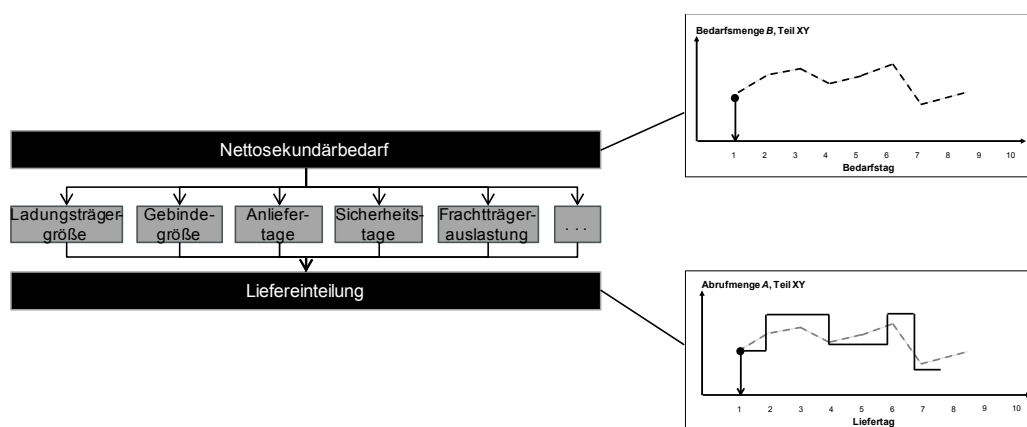 Bedarfsmenge B, Teil XY
1 2 3 4 5 6 7 8 9 10
Bedarfstag
Nettosekundärbedarf
Ladungsträger-
größe
Gebinde-
größe
Anliefer-
tage
Sicherheits-
tage
Frachtträger-
auslastung
. . .
Liefereinteilung
Abrufmenge A, Teil XY
1 2 3 4 5 6 7 8 9 10
Liefertag